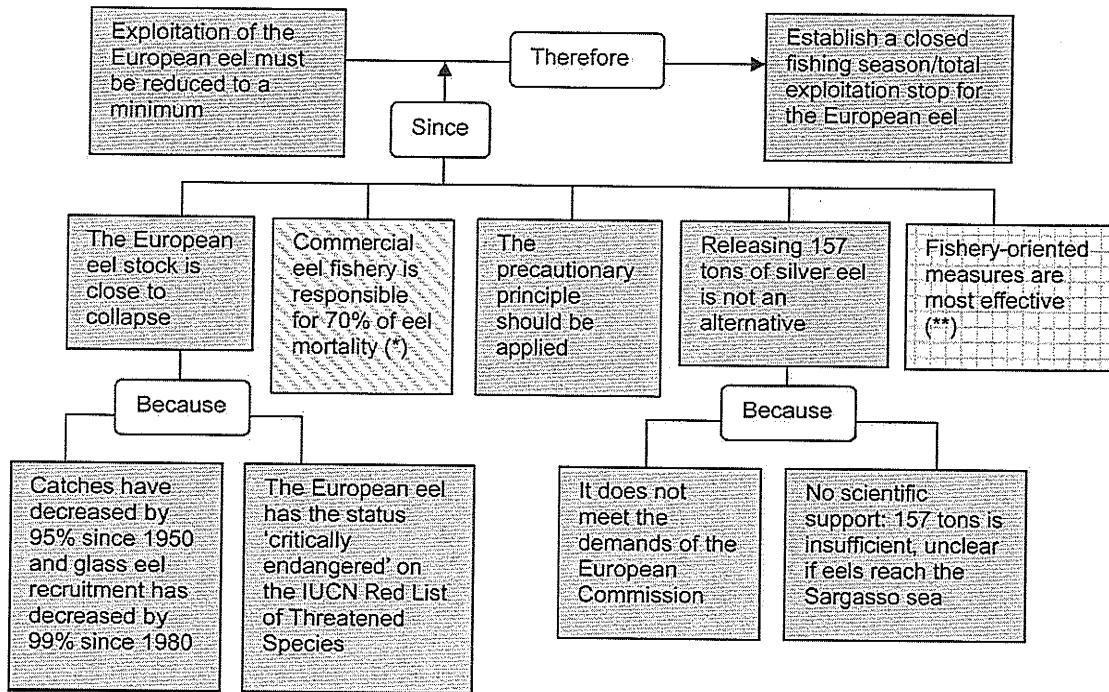 Exploitation of the
European eel must
be reduced to a
minimum
Therefore
Establish a closed
fishing season/total
exploitation stop for
the European eel
Since
The European
eel stock is
close to
collapse
Commercial
eel fishery is
responsible
for 70% of eel
mortality (*)
The
precautionary
principle
should be
applied
Releasing 157
tons of silver eel
is not an
alternative
Fishery-oriented
measures are
most effective
(**)
Because
Because
Catches have
decreased by
95% since 1950
and glass eel
recruitment has
decreased by
99% since 1980
The European eel
has the status
'critically
endangered' on
the IUCN Red List
of Threatened
Species
It does not
meet the
demands of the
European
Commission
No scientific
support: 157 tons is
insufficient, unclear
if eels reach the
Sargasso sea